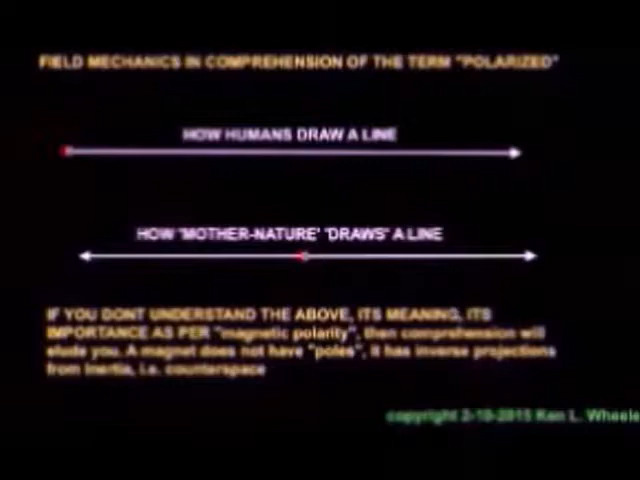 FIELD MECHANICS IN COMPREHENSION OF THE TERM "POLARIZED"
HOW HUMANS DRAW A LINE
HOW 'MOTHER-NATURE' 'DRAWS' A LINE
IF YOU DONT UNDERSTAND THE ABOVE, ITS MEANING, ITS
IMPORTANCE AS PER "magnetic polarity", then comprehension will
elude you. A magnet does not have "poles", it has inverse projections
from Inertia, i.e. counterspace
copyright 2-10-2015 Ken L. Wheele